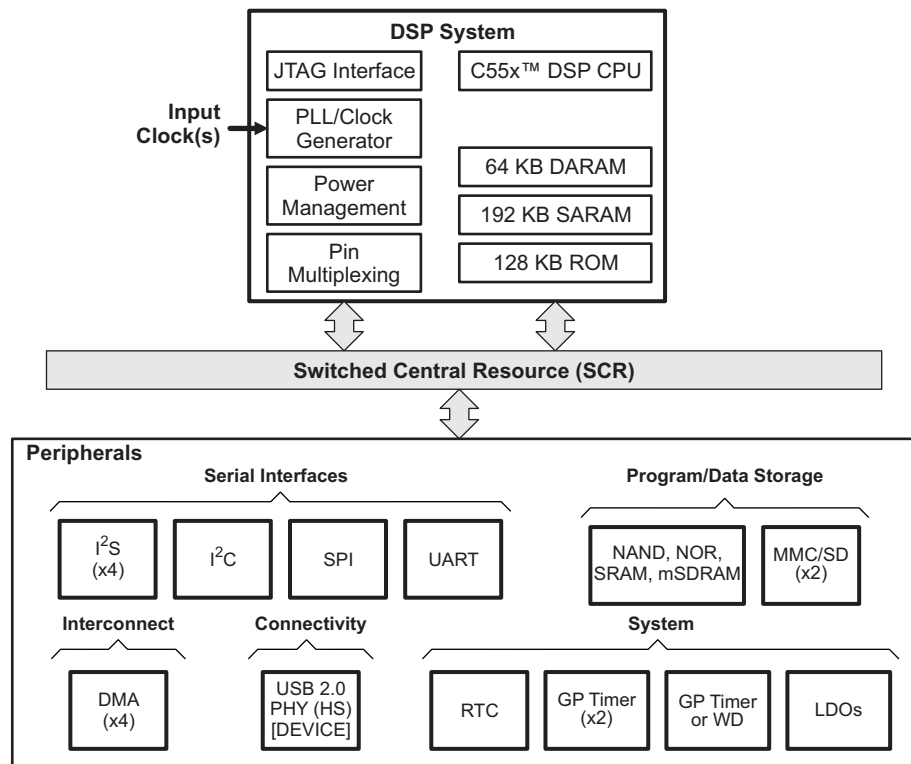 DSP System
JTAG Interface
C55x™ DSP CPU
Input
Clock(s)
PLL/Clock
Generator
64 KB DARAM
Power
Management
192 KB SARAM
Pin
Multiplexing
128 KB ROM
Switched Central Resource (SCR)
Peripherals
Serial Interfaces
Program/Data Storage
I²S
(x4)
I²C
SPI
UART
NAND, NOR,
SRAM, mSDRAM
MMC/SD
(x2)
Interconnect
Connectivity
System
DMA
(x4)
USB 2.0
PHY (HS)
[DEVICE]
RTC
GP Timer
(x2)
GP Timer
or WD
LDOs